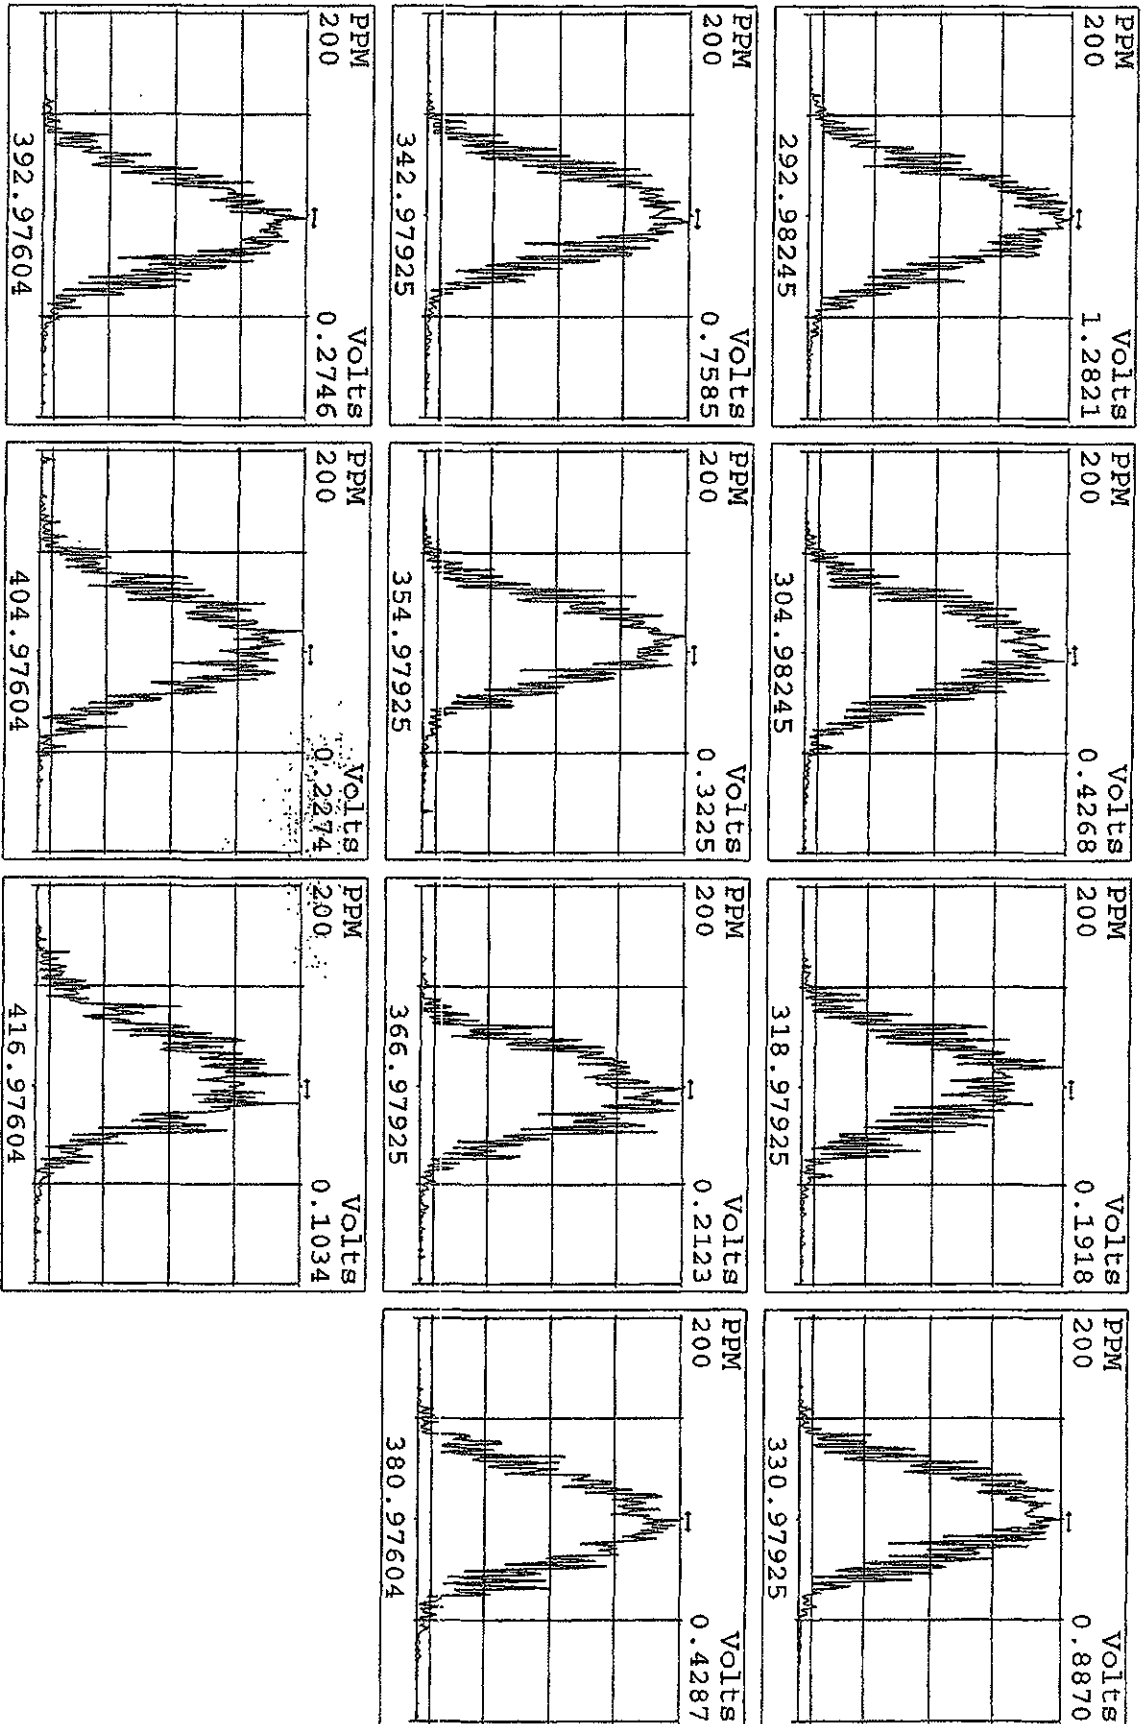 PPM Volts
200 1.2821
292.98245
PPM Volts
200 0.4268
304.98245
PPM Volts
200 0.1918
318.97925
PPM Volts
200 0.8870
330.97925
PPM Volts
200 0.7585
342.97925
PPM Volts
200 0.3225
354.97925
PPM Volts
200 0.2123
366.97925
PPM Volts
200 0.4287
380.97604
PPM Volts
200 0.2746
392.97604
PPM Volts
200 0.2274
404.97604
PPM Volts
200 0.1034
416.97604